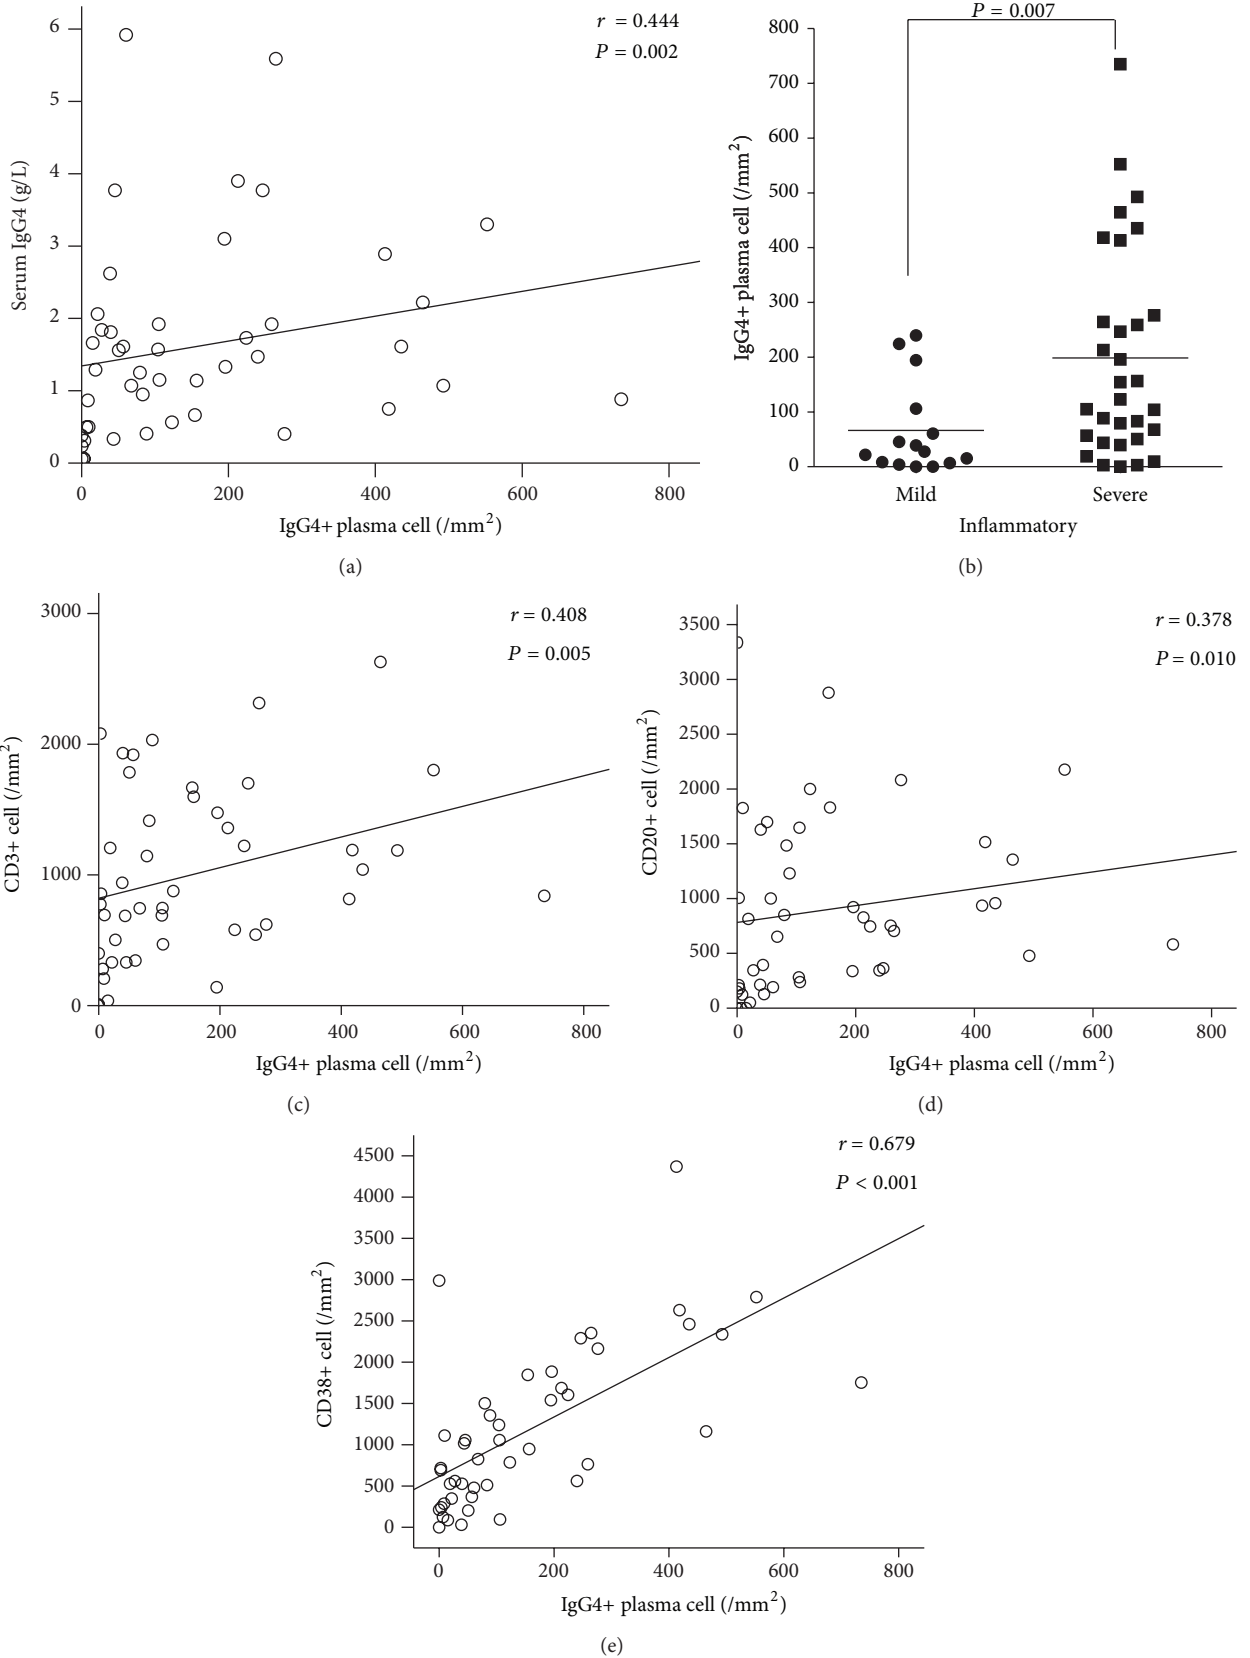 r = 0.444
P = 0.002
6
5
4
3
2
1
0
Serum IgG4 (g/L)
0 200 400 600 800
IgG4+ plasma cell (/mm²)
(a)
P = 0.007
800
700
600
500
400
300
200
100
0
IgG4+ plasma cell (/mm²)
Mild Severe
Inflammatory
(b)
r = 0.408
P = 0.005
3000
2000
1000
0
CD3+ cell (/mm²)
0 200 400 600 800
IgG4+ plasma cell (/mm²)
(c)
r = 0.378
P = 0.010
3500
3000
2500
2000
1500
1000
500
0
CD20+ cell (/mm²)
0 200 400 600 800
IgG4+ plasma cell (/mm²)
(d)
r = 0.679
P < 0.001
4500
4000
3500
3000
2500
2000
1500
1000
500
0
CD38+ cell (/mm²)
0 200 400 600 800
IgG4+ plasma cell (/mm²)
(e)